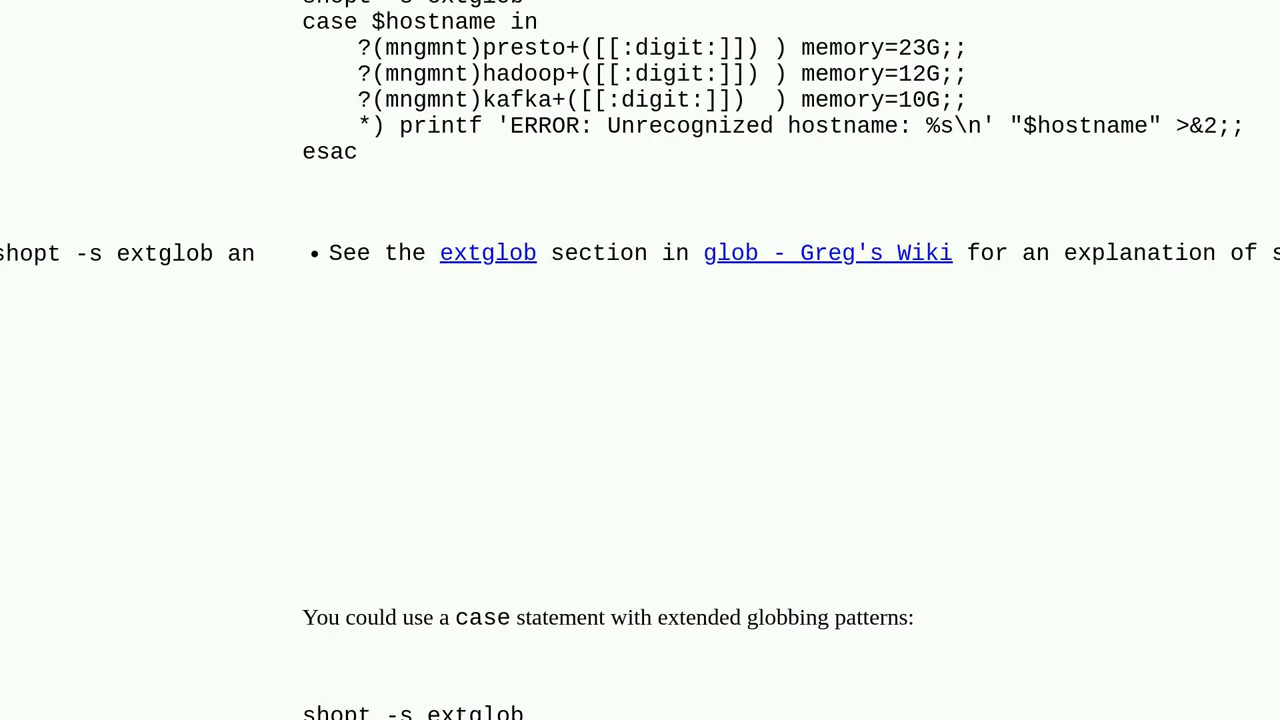 shopt -s extglob
case $hostname in
    ?(mngmnt)presto+([[:digit:]]) ) memory=23G;;
    ?(mngmnt)hadoop+([[:digit:]]) ) memory=12G;;
    ?(mngmnt)kafka+([[:digit:]])  ) memory=10G;;
    *) printf 'ERROR: Unrecognized hostname: %s\n' "$hostname" >&2;;
esac
shopt -s extglob an
• See the extglob section in glob - Greg's Wiki for an explanation of s
You could use a case statement with extended globbing patterns:
shopt -s extglob